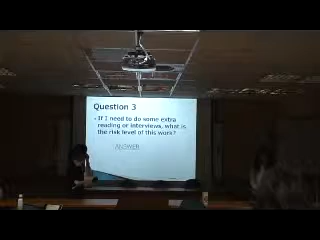 Question 3
• If I need to do some extra
reading or interviews, what is
the risk level of this work?
ANSWER